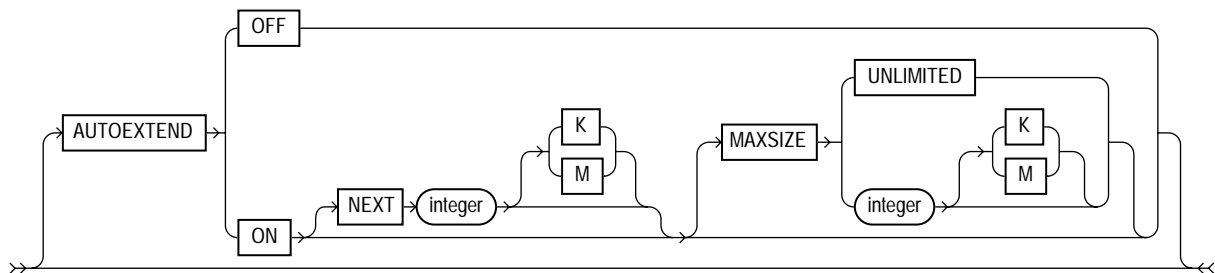 OFF
UNLIMITED
AUTOEXTEND
K
M
MAXSIZE
K
M
NEXT
integer
integer
ON